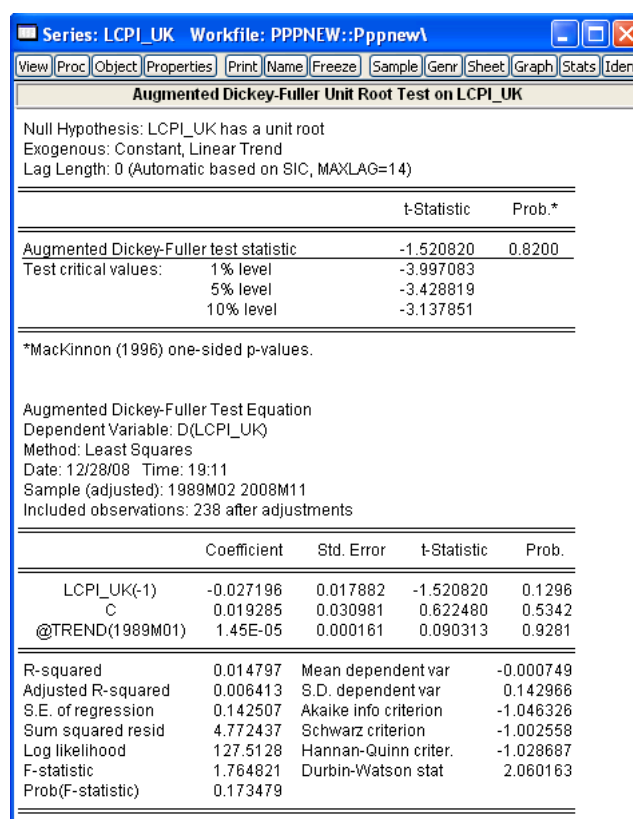 Series: LCPI_UK Workfile: PPPNEW::Pppnew\
View Proc Object Properties Print Name Freeze Sample Genr Sheet Graph Stats Iden
Augmented Dickey-Fuller Unit Root Test on LCPI_UK
Null Hypothesis: LCPI_UK has a unit root
Exogenous: Constant, Linear Trend
Lag Length: 0 (Automatic based on SIC, MAXLAG=14)
t-Statistic Prob.*
Augmented Dickey-Fuller test statistic -1.520820 0.8200
Test critical values: 1% level -3.997083
5% level -3.428819
10% level -3.137851
*MacKinnon (1996) one-sided p-values.
Augmented Dickey-Fuller Test Equation
Dependent Variable: D(LCPI_UK)
Method: Least Squares
Date: 12/28/08 Time: 19:11
Sample (adjusted): 1989M02 2008M11
Included observations: 238 after adjustments
Coefficient Std. Error t-Statistic Prob.
LCPI_UK(-1) -0.027196 0.017882 -1.520820 0.1296
C 0.019285 0.030981 0.622480 0.5342
@TREND(1989M01) 1.45E-05 0.000161 0.090313 0.9281
R-squared 0.014797 Mean dependent var -0.000749
Adjusted R-squared 0.006413 S.D. dependent var 0.142966
S.E. of regression 0.142507 Akaike info criterion -1.046326
Sum squared resid 4.772437 Schwarz criterion -1.002558
Log likelihood 127.5128 Hannan-Quinn criter. -1.028687
F-statistic 1.764821 Durbin-Watson stat 2.060163
Prob(F-statistic) 0.173479